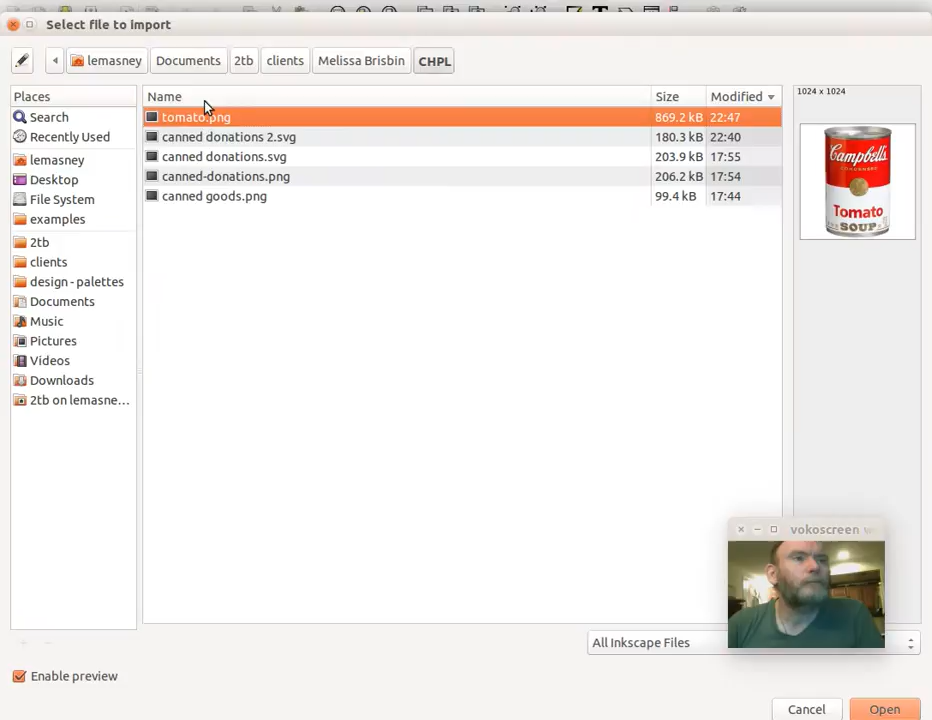 Select file to import
lemasney Documents 2tb clients Melissa Brisbin CHPL
Places
Search
Recently Used
lemasney
Desktop
File System
examples
2tb
clients
design - palettes
Documents
Music
Pictures
Videos
Downloads
2tb on lemasne...
Name Size Modified
tomato.png 869.2 kB 22:47
canned donations 2.svg 180.3 kB 22:40
canned donations.svg 203.9 kB 17:55
canned-donations.png 206.2 kB 17:54
canned goods.png 99.4 kB 17:44
1024 x 1024
Campbell's
Tomato
SOUP
vokoscreen
All Inkscape Files
Enable preview
Cancel Open